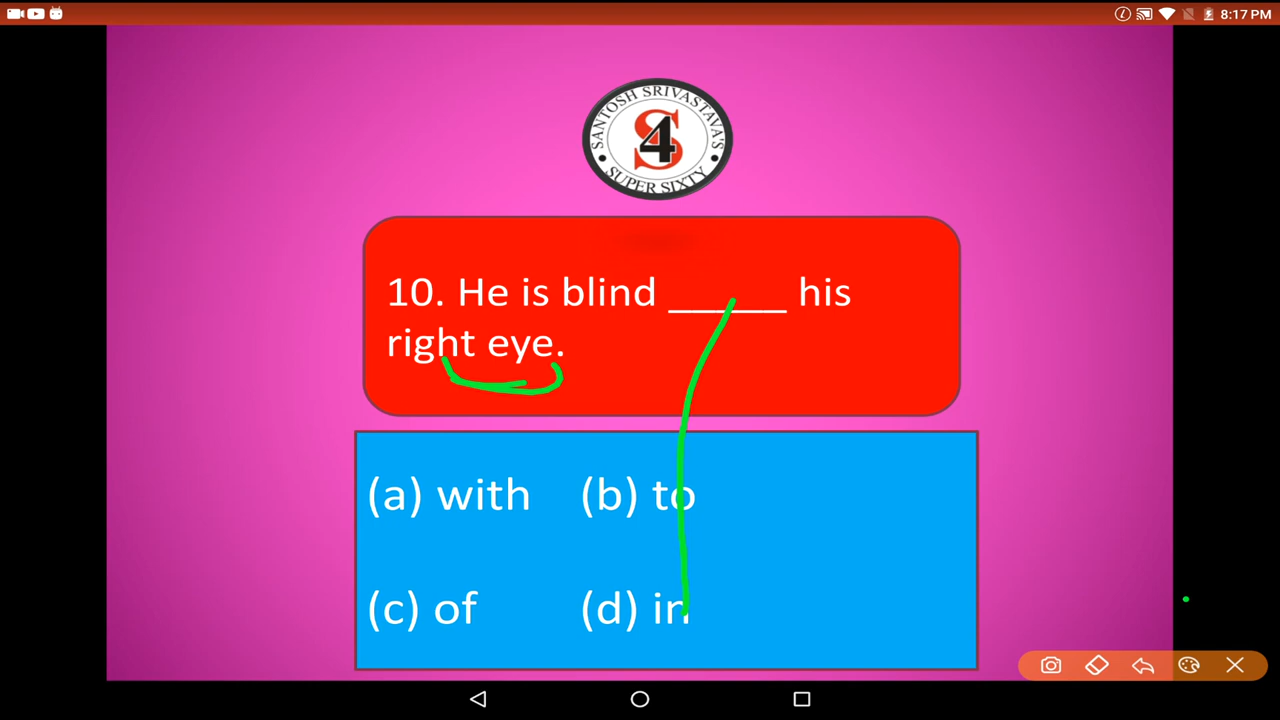 8:17 PM
SANTOSH SRIVASTAVA'S
S4
SUPER SIXTY
10. He is blind ______ his
right eye.
(a) with (b) to
(c) of (d) in